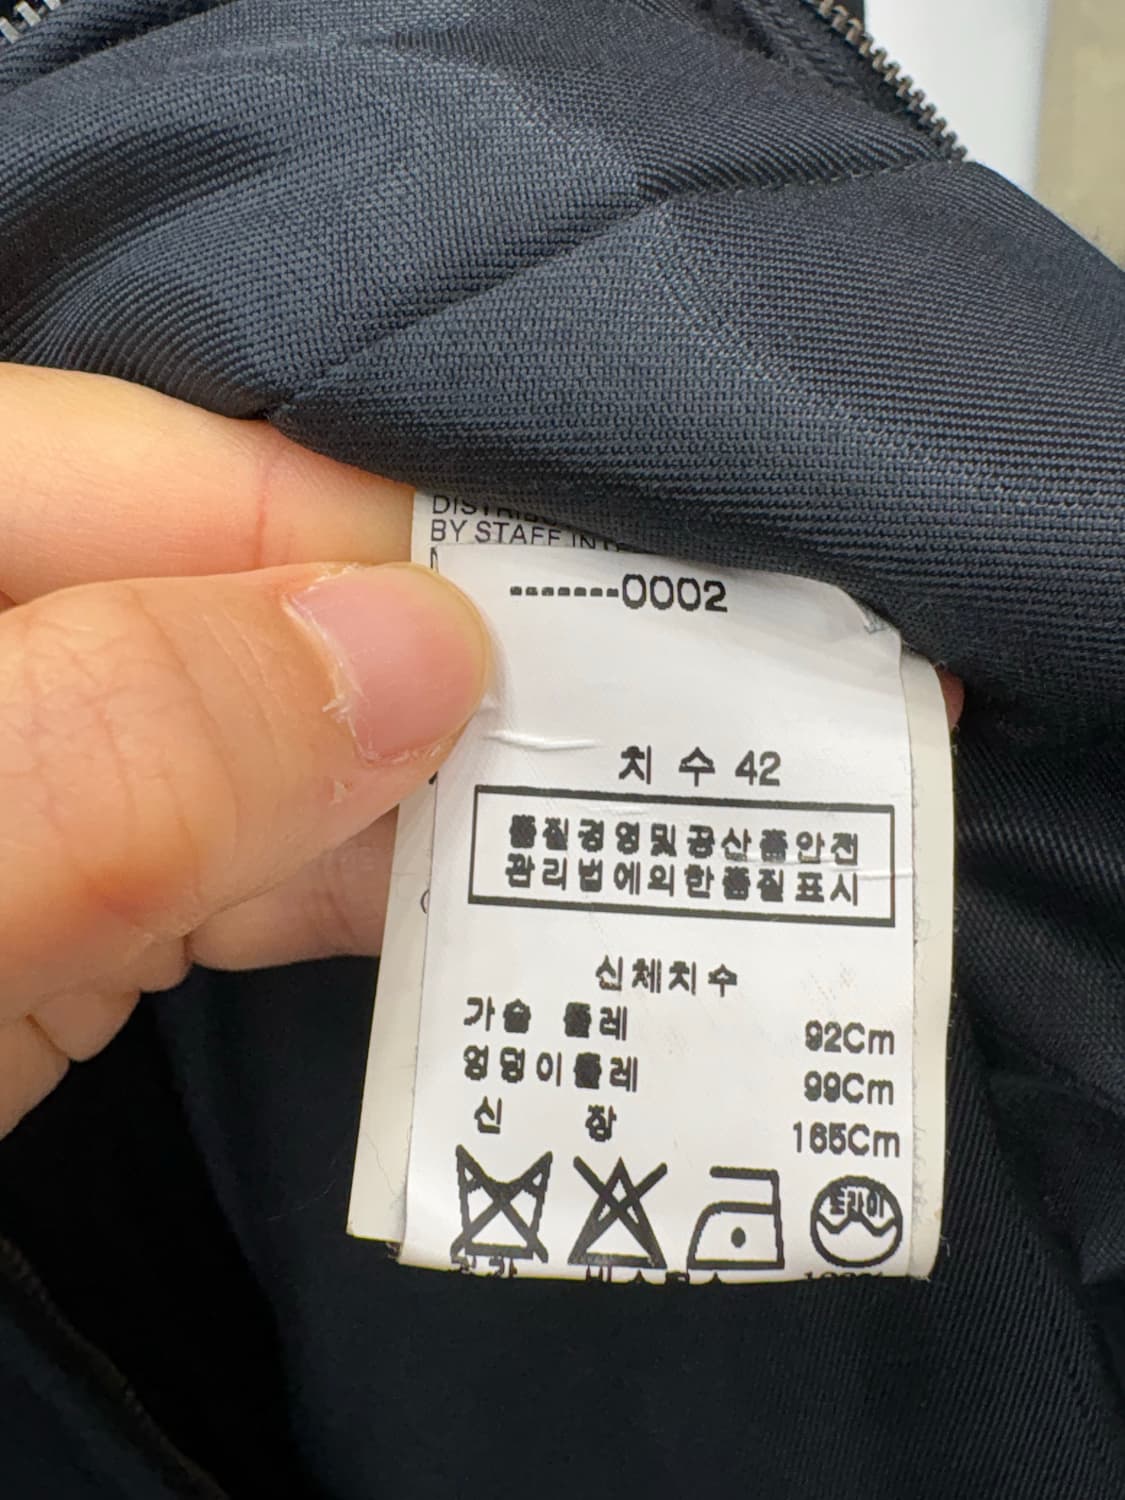 BY STAFF
-------0002
치 수 42
품질경영및공산품안전
관리법에의한품질표시
신체치수
가슴 둘레 92Cm
엉덩이둘레 99Cm
신 장 165Cm
드라이